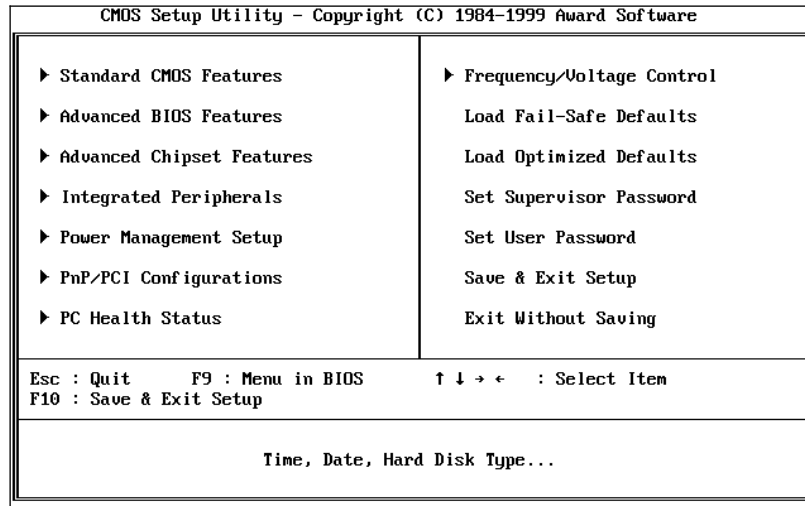 CMOS Setup Utility - Copyright (C) 1984-1999 Award Software
▶ Standard CMOS Features
▶ Advanced BIOS Features
▶ Advanced Chipset Features
▶ Integrated Peripherals
▶ Power Management Setup
▶ PnP/PCI Configurations
▶ PC Health Status
▶ Frequency/Voltage Control
Load Fail-Safe Defaults
Load Optimized Defaults
Set Supervisor Password
Set User Password
Save & Exit Setup
Exit Without Saving
Esc : Quit F9 : Menu in BIOS ↑ ↓ → ← : Select Item
F10 : Save & Exit Setup
Time, Date, Hard Disk Type...